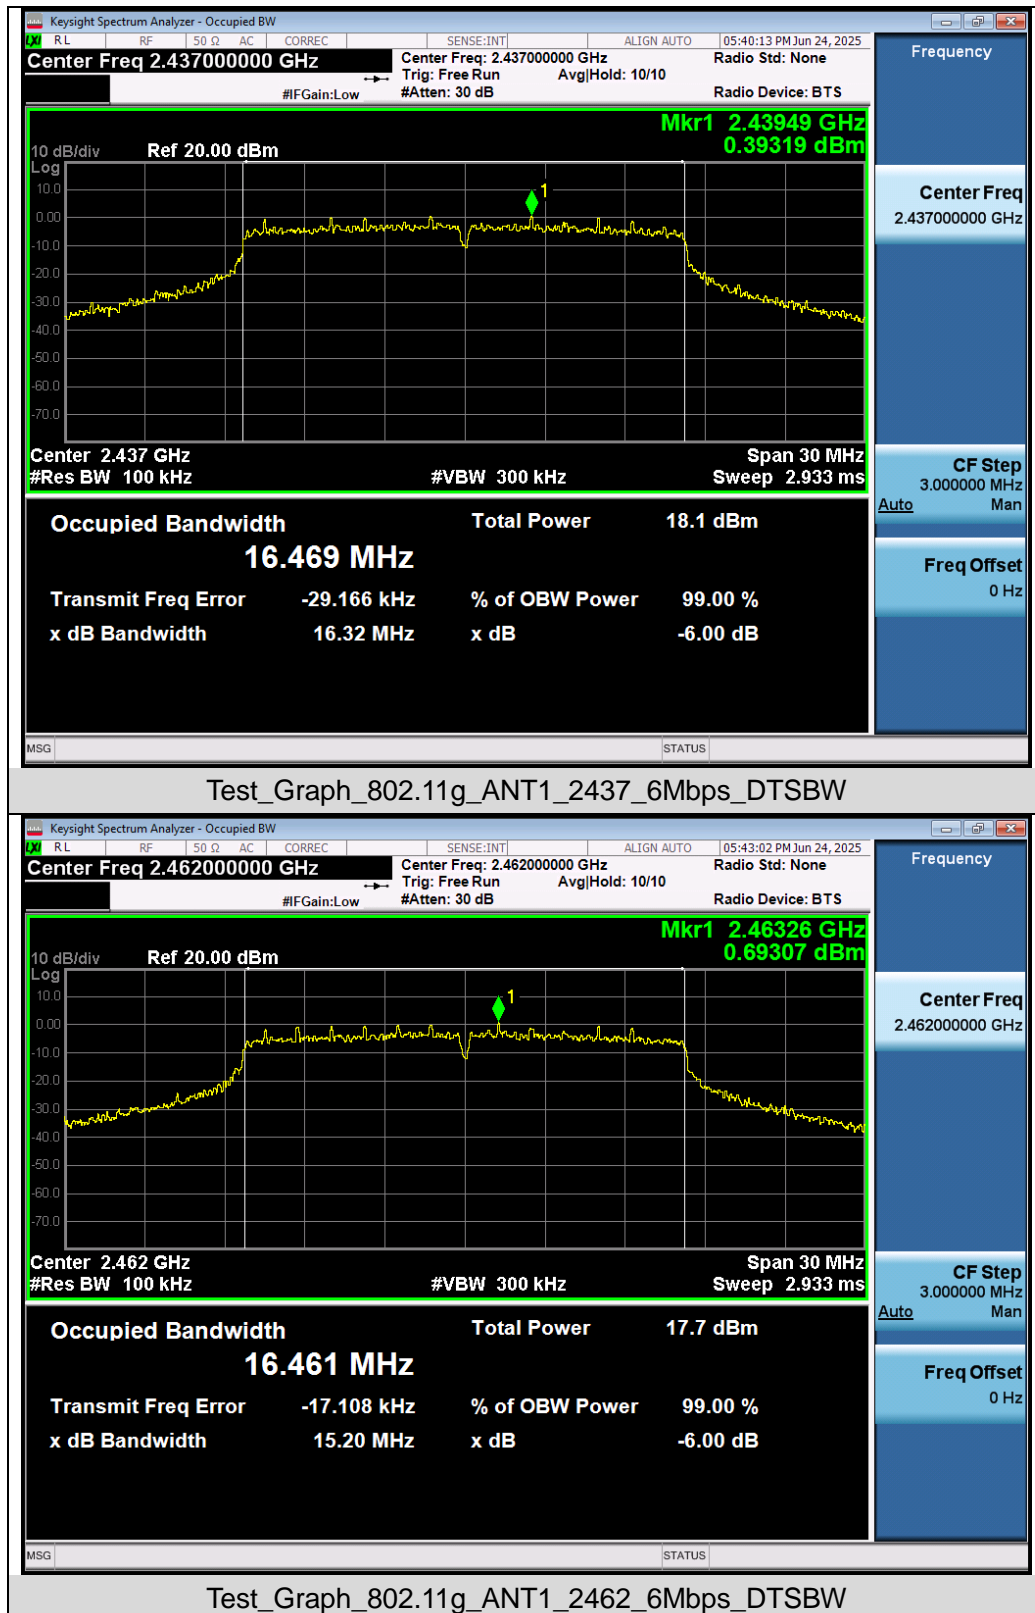 Keysight Spectrum Analyzer - Occupied BW
LXI RL RF 50 Ω AC CORREC SENSE:INT ALIGN AUTO 05:40:13 PM Jun 24, 2025
Center Freq 2.437000000 GHz
Center Freq: 2.437000000 GHz
Radio Std: None
Trig: Free Run Avg|Hold: 10/10
#IFGain:Low
#Atten: 30 dB
Radio Device: BTS
Mkr1 2.43949 GHz
0.39319 dBm
10 dB/div Ref 20.00 dBm
Log
10.0
0.00
-10.0
-20.0
-30.0
-40.0
-50.0
-60.0
-70.0
1
Center 2.437 GHz
Span 30 MHz
#Res BW 100 kHz
#VBW 300 kHz
Sweep 2.933 ms
Occupied Bandwidth
16.469 MHz
Total Power 18.1 dBm
Transmit Freq Error -29.166 kHz
% of OBW Power 99.00 %
x dB Bandwidth 16.32 MHz
x dB -6.00 dB
MSG
STATUS
Frequency
Center Freq
2.437000000 GHz
CF Step
3.000000 MHz
Auto Man
Freq Offset
0 Hz
Test_Graph_802.11g_ANT1_2437_6Mbps_DTSBW
Keysight Spectrum Analyzer - Occupied BW
LXI RL RF 50 Ω AC CORREC SENSE:INT ALIGN AUTO 05:43:02 PM Jun 24, 2025
Center Freq 2.462000000 GHz
Center Freq: 2.462000000 GHz
Radio Std: None
Trig: Free Run Avg|Hold: 10/10
#IFGain:Low
#Atten: 30 dB
Radio Device: BTS
Mkr1 2.46326 GHz
0.69307 dBm
10 dB/div Ref 20.00 dBm
Log
10.0
0.00
-10.0
-20.0
-30.0
-40.0
-50.0
-60.0
-70.0
1
Center 2.462 GHz
Span 30 MHz
#Res BW 100 kHz
#VBW 300 kHz
Sweep 2.933 ms
Occupied Bandwidth
16.461 MHz
Total Power 17.7 dBm
Transmit Freq Error -17.108 kHz
% of OBW Power 99.00 %
x dB Bandwidth 15.20 MHz
x dB -6.00 dB
MSG
STATUS
Frequency
Center Freq
2.462000000 GHz
CF Step
3.000000 MHz
Auto Man
Freq Offset
0 Hz
Test_Graph_802.11g_ANT1_2462_6Mbps_DTSBW